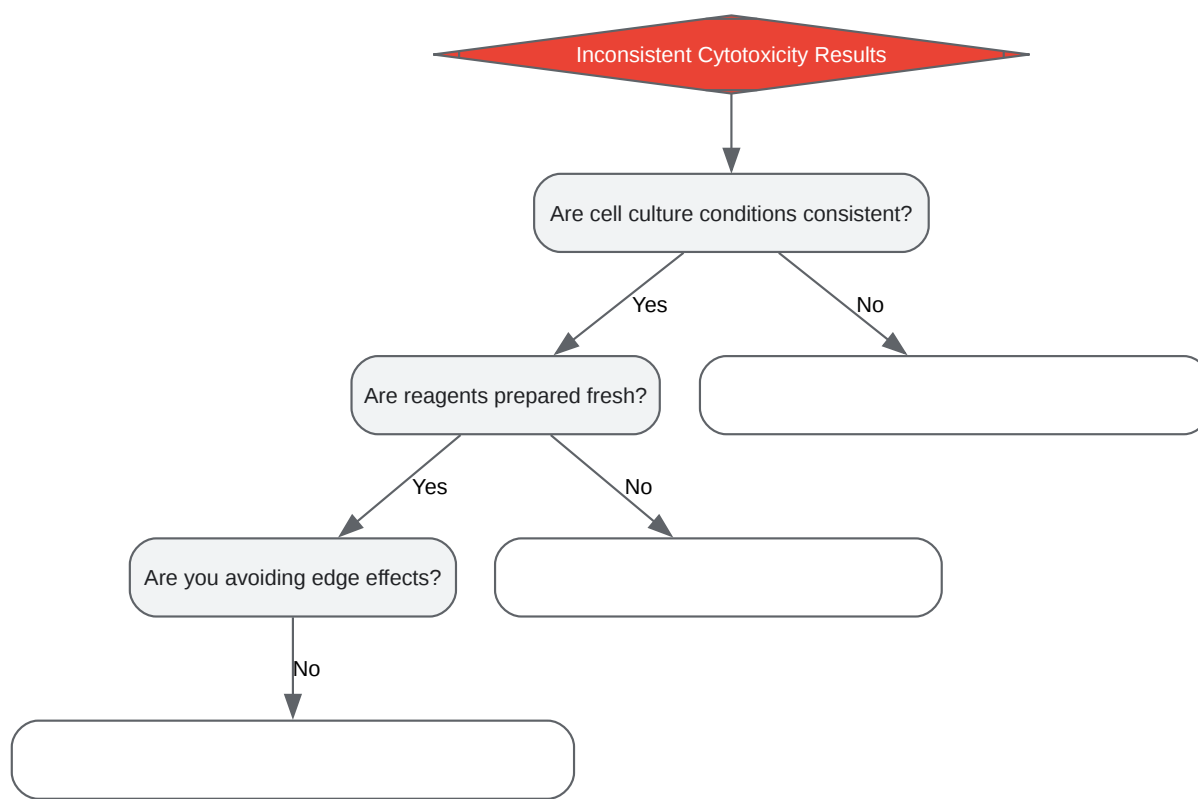 Inconsistent Cytotoxicity Results
Are cell culture conditions consistent?
Yes
No
Are reagents prepared fresh?
Yes
No
Are you avoiding edge effects?
No